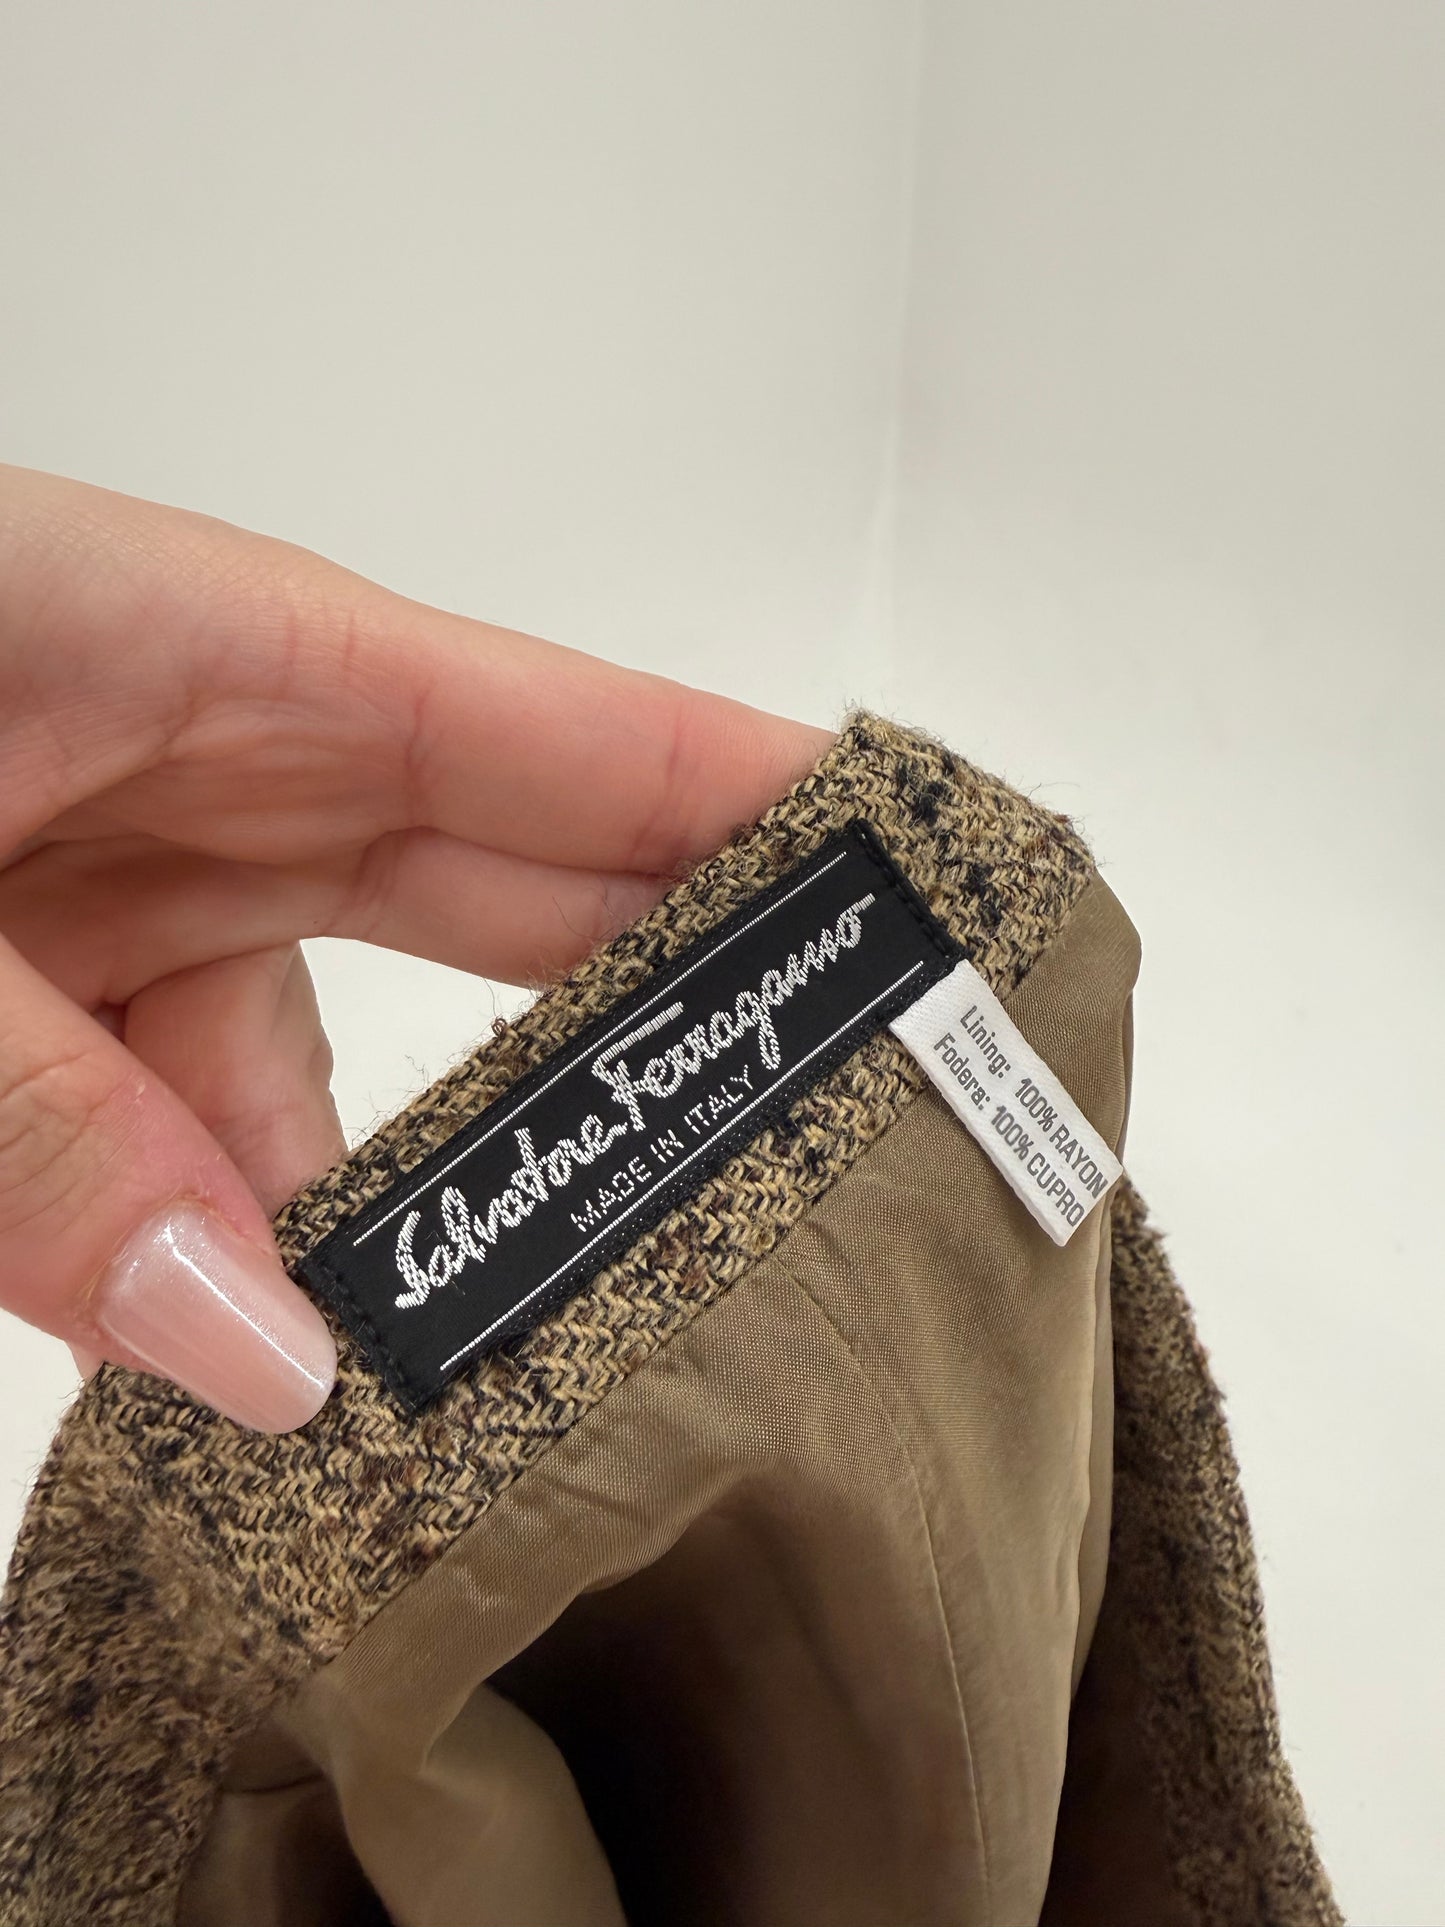 Salvatore Ferragamo
MADE IN ITALY
Lining: 100% RAYON
Fodera: 100% CUPRO